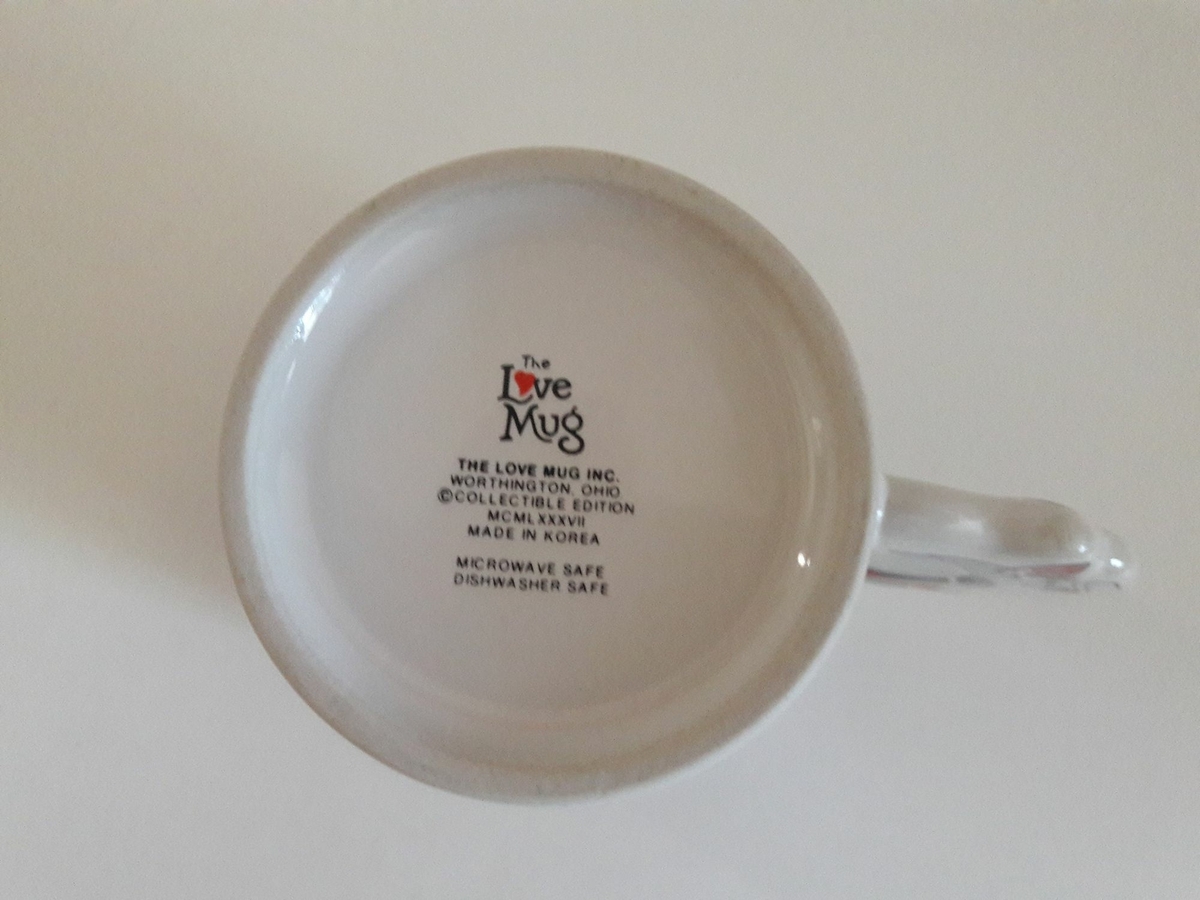 The
Love
Mug
THE LOVE MUG INC.
WORTHINGTON, OHIO
©COLLECTIBLE EDITION
MCMLXXXVII
MADE IN KOREA
MICROWAVE SAFE
DISHWASHER SAFE